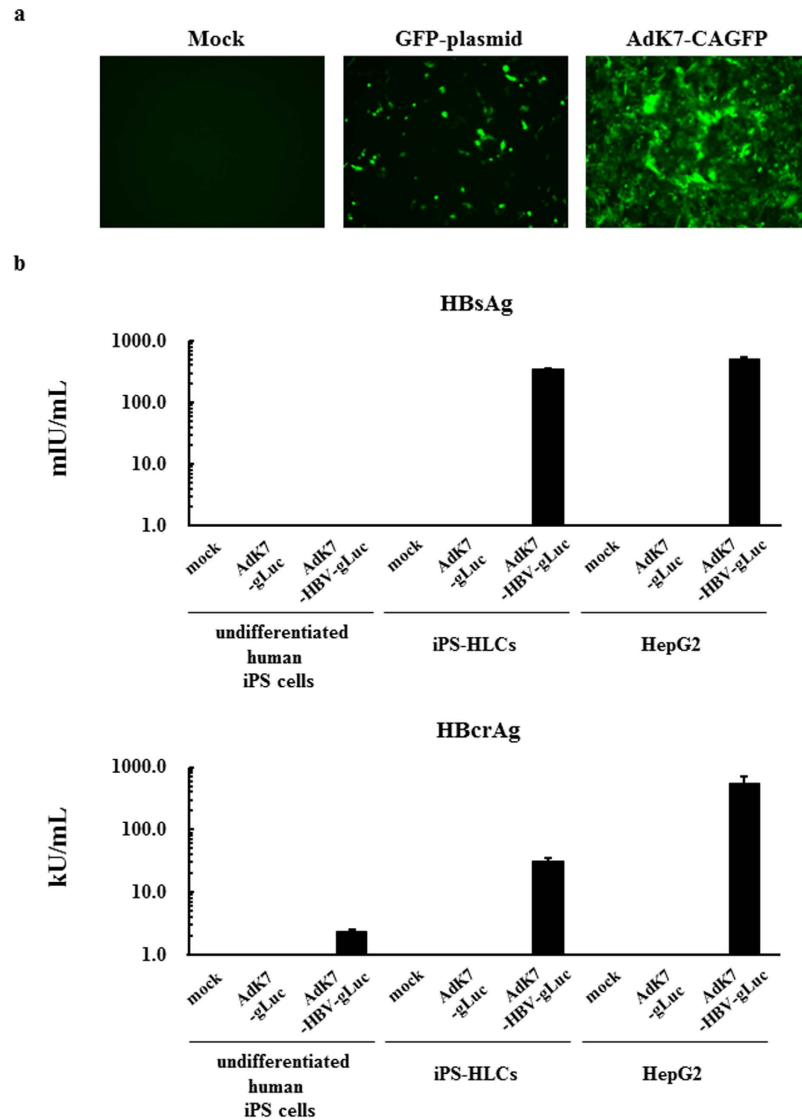 a
Mock GFP-plasmid AdK7-CAGFP
b
HBsAg
mIU/mL
1000.0
100.0
10.0
1.0
mock
AdK7
-gLuc
AdK7
-HBV-gLuc
mock
AdK7
-gLuc
AdK7
-HBV-gLuc
mock
AdK7
-gLuc
AdK7
-HBV-gLuc
undifferentiated
human
iPS cells
iPS-HLCs
HepG2
HBcrAg
kU/mL
1000.0
100.0
10.0
1.0
mock
AdK7
-gLuc
AdK7
-HBV-gLuc
mock
AdK7
-gLuc
AdK7
-HBV-gLuc
mock
AdK7
-gLuc
AdK7
-HBV-gLuc
undifferentiated
human
iPS cells
iPS-HLCs
HepG2